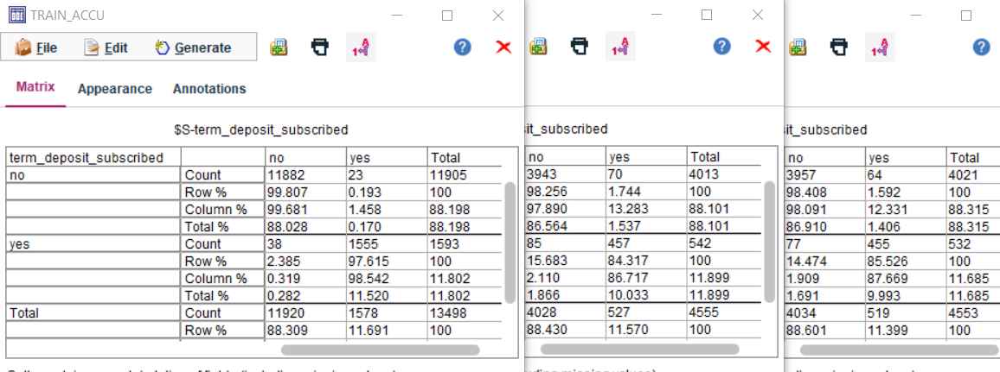 TRAIN_ACCU
File Edit Generate
Matrix Appearance Annotations
$S-term_deposit_subscribed
term_deposit_subscribed no yes Total
no Count 11882 23 11905
Row % 99.807 0.193 100
Column % 99.681 1.458 88.198
Total % 88.028 0.170 88.198
yes Count 38 1555 1593
Row % 2.385 97.615 100
Column % 0.319 98.542 11.802
Total % 0.282 11.520 11.802
Total Count 11920 1578 13498
Row % 88.309 11.691 100
sit_subscribed
no yes Total
3943 70 4013
98.256 1.744 100
97.890 13.283 88.101
86.564 1.537 88.101
85 457 542
15.683 84.317 100
2.110 86.717 11.899
1.866 10.033 11.899
4028 527 4555
88.430 11.570 100
sit_subscribed
no yes Total
3957 64 4021
98.408 1.592 100
98.091 12.331 88.315
86.910 1.406 88.315
77 455 532
14.474 85.526 100
1.909 87.669 11.685
1.691 9.993 11.685
4034 519 4553
88.601 11.399 100